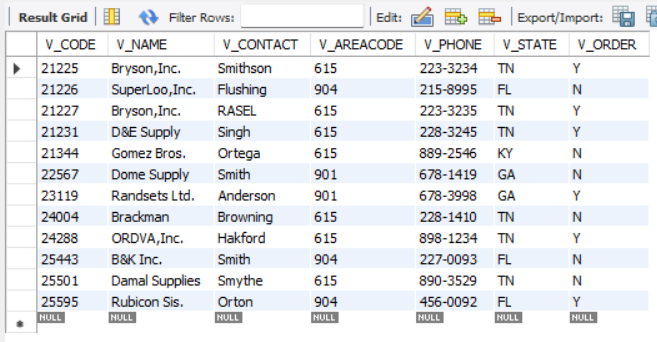 Result Grid Filter Rows: Edit: Export/Import:
V_CODE V_NAME V_CONTACT V_AREACODE V_PHONE V_STATE V_ORDER
21225 Bryson,Inc. Smithson 615 223-3234 TN Y
21226 SuperLoo,Inc. Flushing 904 215-8995 FL N
21227 Bryson,Inc. RASEL 615 223-3235 TN Y
21231 D&E Supply Singh 615 228-3245 TN Y
21344 Gomez Bros. Ortega 615 889-2546 KY N
22567 Dome Supply Smith 901 678-1419 GA N
23119 Randsets Ltd. Anderson 901 678-3998 GA Y
24004 Brackman Browning 615 228-1410 TN N
24288 ORDVA,Inc. Hakford 615 898-1234 TN Y
25443 B&K Inc. Smith 904 227-0093 FL N
25501 Damal Supplies Smythe 615 890-3529 TN N
25595 Rubicon Sis. Orton 904 456-0092 FL Y
NULL NULL NULL NULL NULL NULL NULL